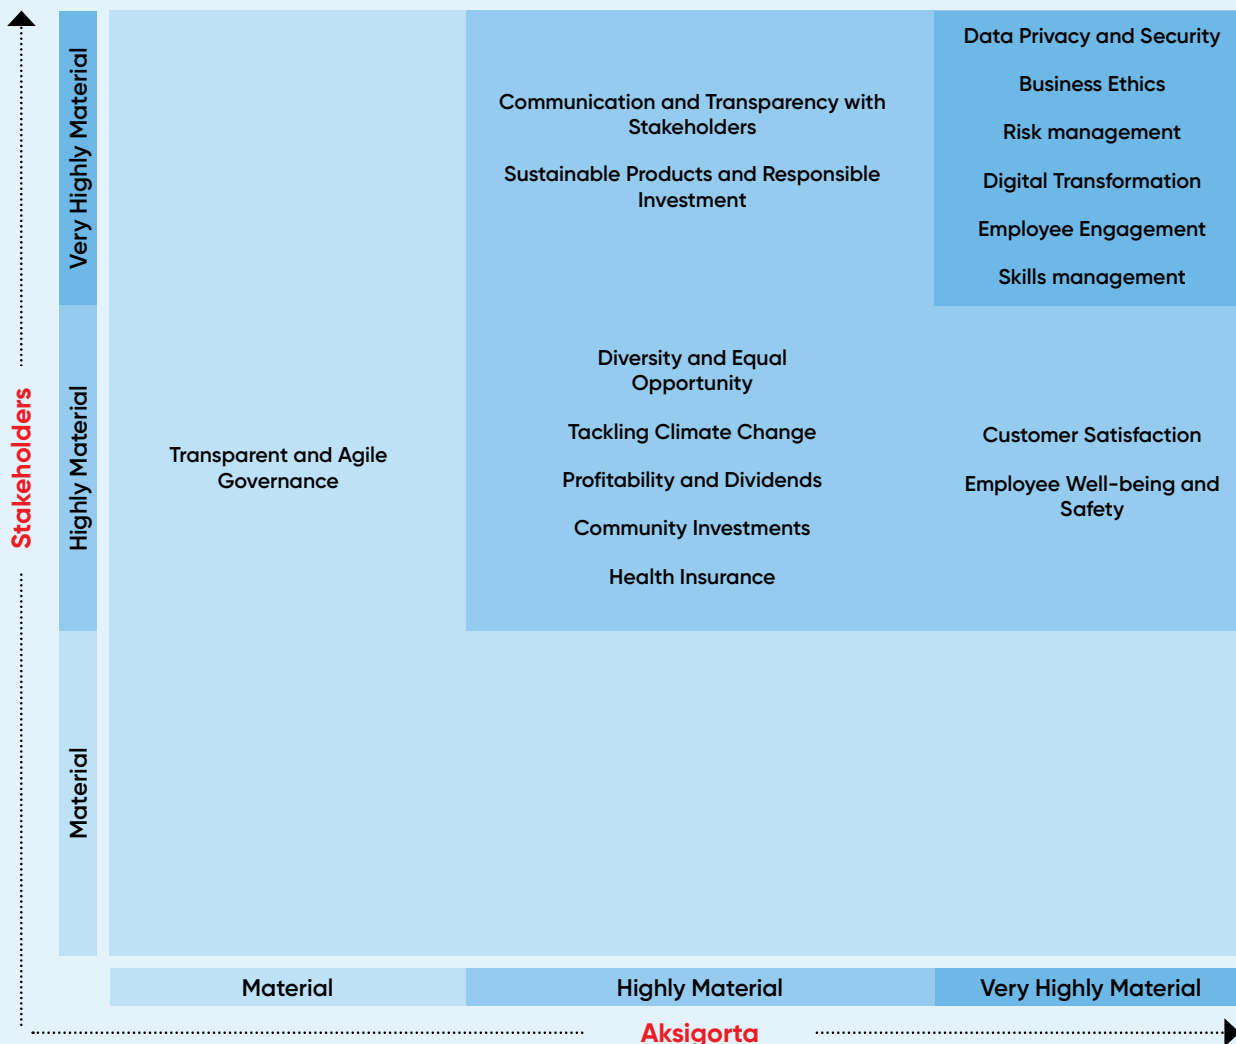 Stakeholders
Very Highly Material
Highly Material
Material
Data Privacy and Security
Business Ethics
Risk management
Digital Transformation
Employee Engagement
Skills management
Communication and Transparency with
Stakeholders
Sustainable Products and Responsible
Investment
Transparent and Agile
Governance
Diversity and Equal
Opportunity
Tackling Climate Change
Profitability and Dividends
Community Investments
Health Insurance
Customer Satisfaction
Employee Well-being and
Safety
Material
Highly Material
Very Highly Material
Aksigorta